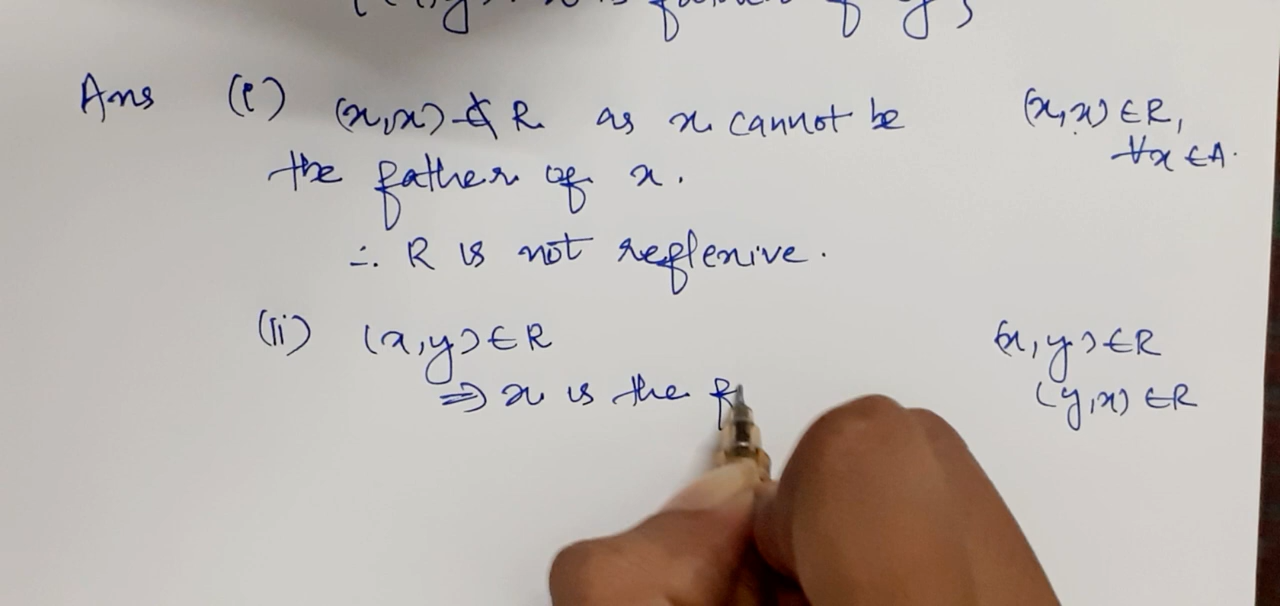 Ans (i) (x,x) ∉ R as x cannot be
(x,x) ∈ R,
∀x ∈ A.
the father of x.
∴ R is not reflexive.
(ii) (x,y) ∈ R
(x,y) ∈ R
⇒ x is the f
(y,x) ∈ R